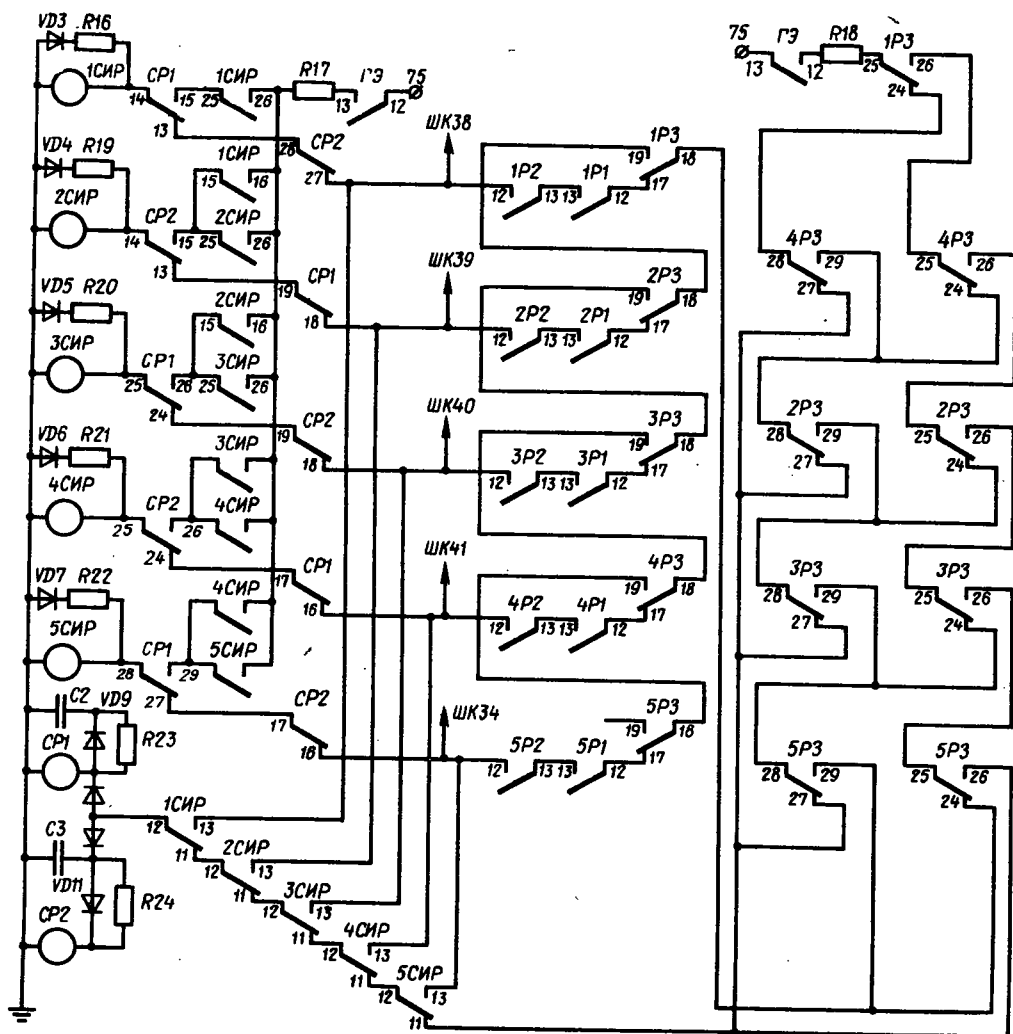 VD3 R16
1СИР
14
СР1
15
13
1СИР
25
26
R17
ГЭ
13
12
75
VD4 R19
2СИР
14
СР2
15
13
1СИР
15
16
2СИР
25
26
28
СР2
27
VD5 R20
3СИР
25
СР1
26
24
2СИР
15
16
3СИР
25
26
19
СР1
18
VD6 R21
4СИР
25
СР2
26
24
3СИР
4СИР
19
СР2
18
VD7 R22
5СИР
28
СР1
29
27
4СИР
5СИР
17
СР1
16
С2
VD9
R23
СР1
С3
VD11
R24
СР2
17
СР2
16
1СИР
12
13
11
2СИР
12
13
11
3СИР
12
13
11
4СИР
12
13
11
5СИР
12
13
11
ШК38
1Р2
1Р1
1Р3
12
13
13
12
19
18
17
ШК39
2Р2
2Р1
2Р3
12
13
13
12
19
18
17
ШК40
3Р2
3Р1
3Р3
12
13
13
12
19
18
17
ШК41
4Р2
4Р1
4Р3
12
13
13
12
19
18
17
ШК34
5Р2
5Р1
5Р3
12
13
13
12
19
18
17
75
ГЭ
13
12
R18
1Р3
25
26
24
4Р3
28
29
27
4Р3
25
26
24
2Р3
28
29
27
2Р3
25
26
24
3Р3
28
29
27
3Р3
25
26
24
5Р3
28
29
27
5Р3
25
26
24